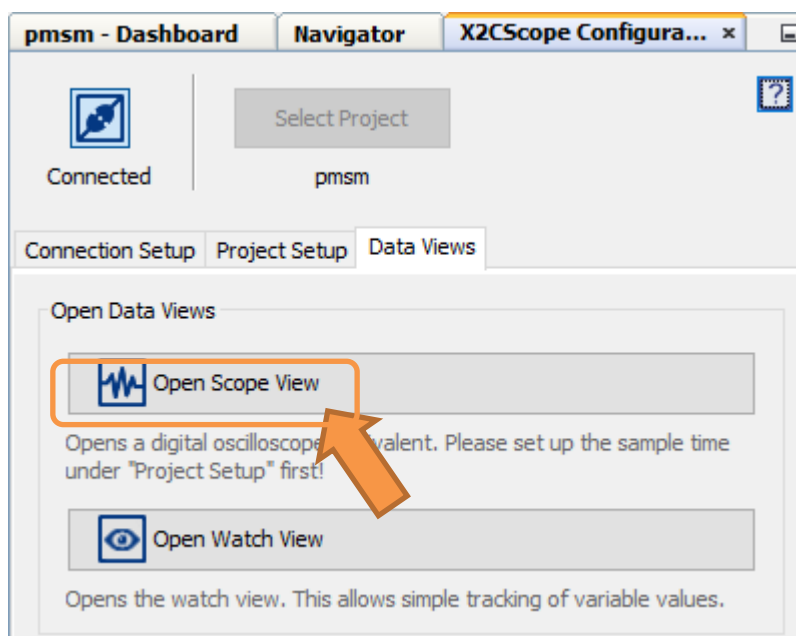 pmsm - Dashboard Navigator X2CScope Configura... ×
?
Select Project
Connected pmsm
Connection Setup Project Setup Data Views
Open Data Views
Open Scope View
Opens a digital oscilloscope. Please set up the sample time
under "Project Setup" first!
Open Watch View
Opens the watch view. This allows simple tracking of variable values.